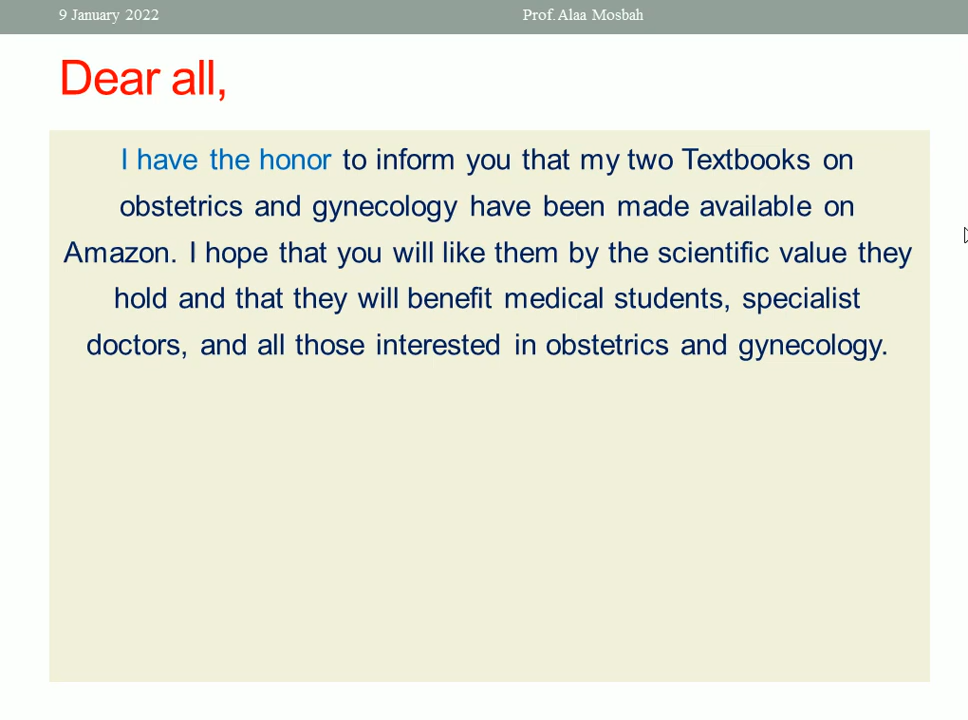 9 January 2022
Prof. Alaa Mosbah
Dear all,
I have the honor to inform you that my two Textbooks on
obstetrics and gynecology have been made available on
Amazon. I hope that you will like them by the scientific value they
hold and that they will benefit medical students, specialist
doctors, and all those interested in obstetrics and gynecology.